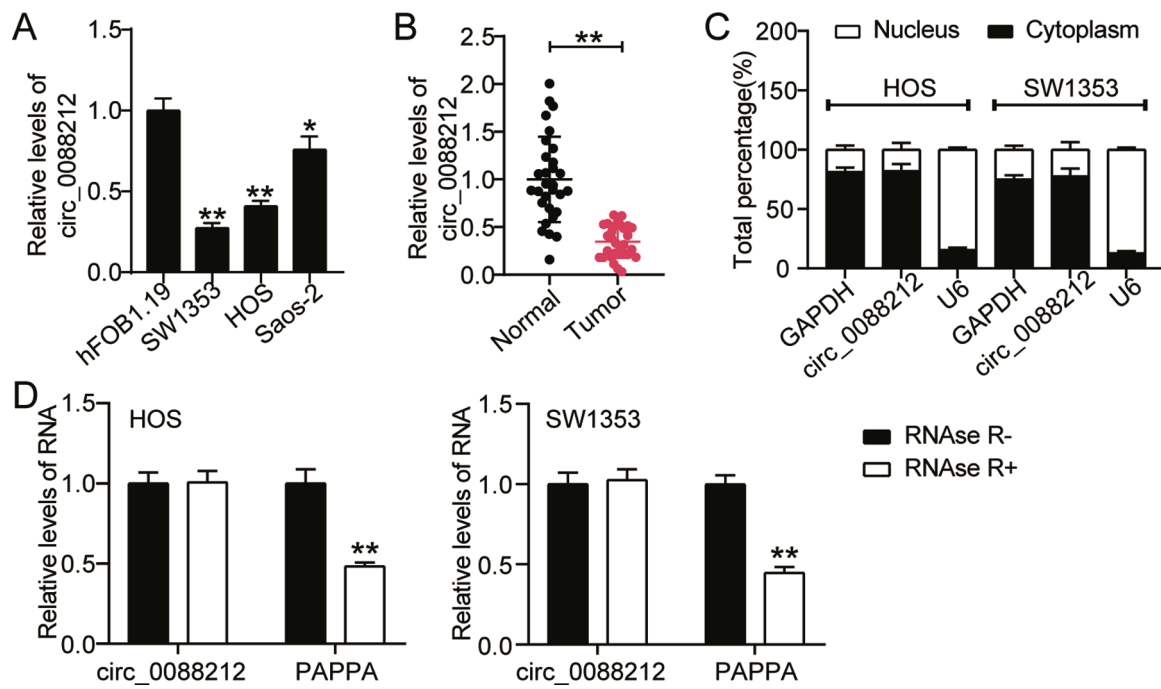 A
Relative levels of
circ_0088212
1.5
1.0
0.5
0.0
**
**
*
hFOB1.19
SW1353
HOS
Saos-2
B
Relative levels of
circ_0088212
2.5
2.0
1.5
1.0
0.5
0.0
**
Normal
Tumor
C
Total percentage(%)
200
150
100
50
0
Nucleus
Cytoplasm
HOS
SW1353
GAPDH
circ_0088212
U6
GAPDH
circ_0088212
U6
D
Relative levels of RNA
1.5
1.0
0.5
0.0
HOS
**
circ_0088212
PAPPA
Relative levels of RNA
1.5
1.0
0.5
0.0
SW1353
**
circ_0088212
PAPPA
RNAse R-
RNAse R+